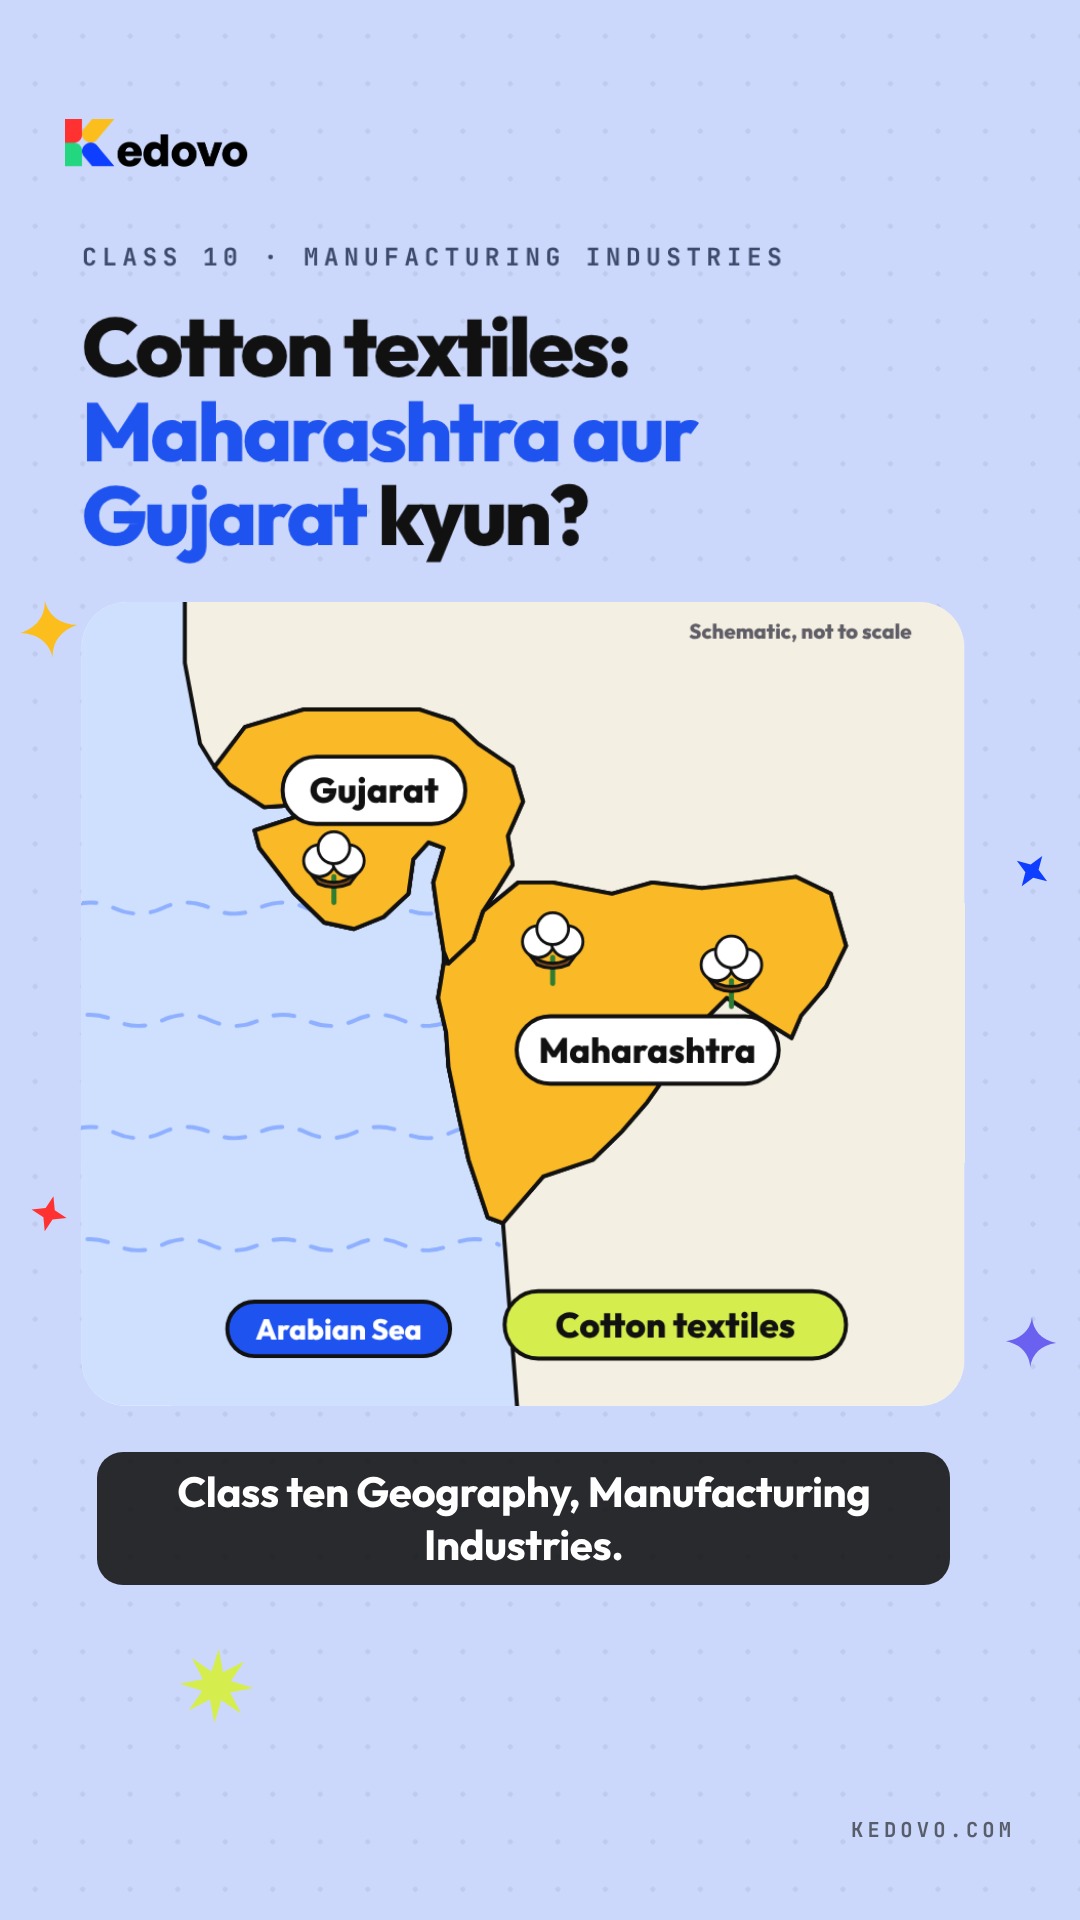 Kedovo
CLASS 10 · MANUFACTURING INDUSTRIES
Cotton textiles:
Maharashtra aur
Gujarat kyun?
Schematic, not to scale
Gujarat
Maharashtra
Arabian Sea
Cotton textiles
Class ten Geography, Manufacturing
Industries.
KEDOVO.COM